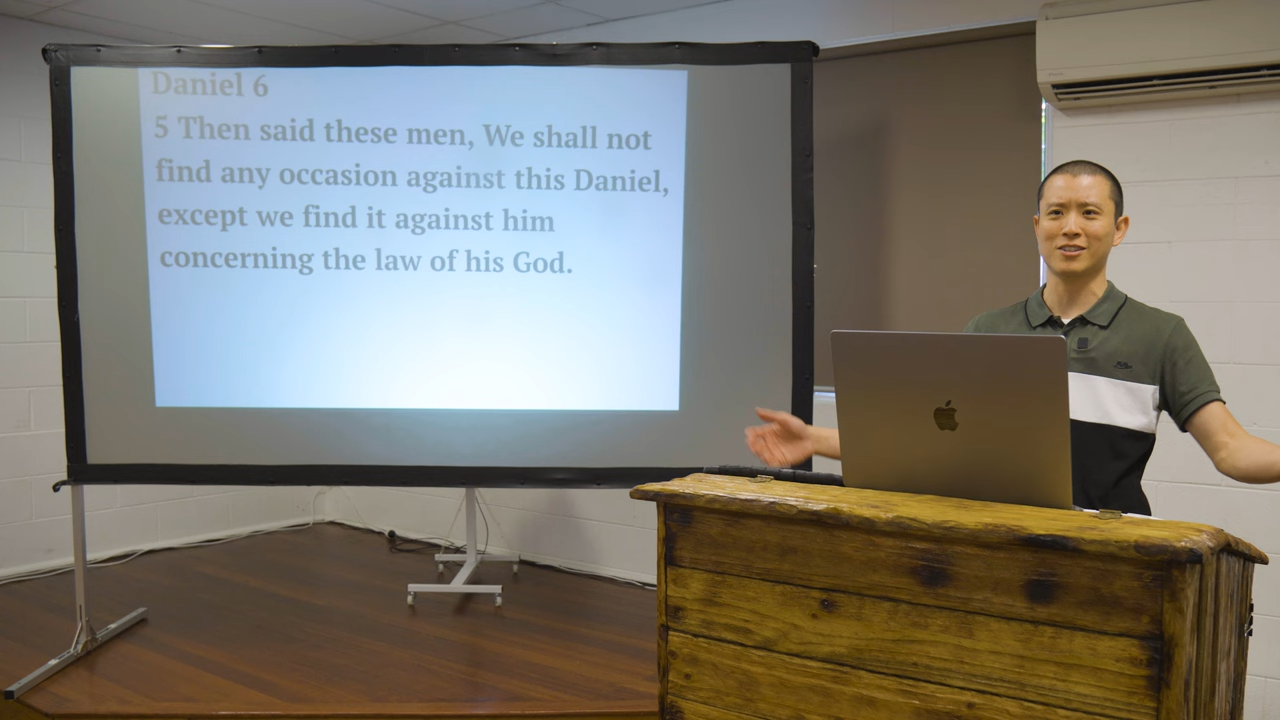 Daniel 6
5 Then said these men, We shall not
find any occasion against this Daniel,
except we find it against him
concerning the law of his God.